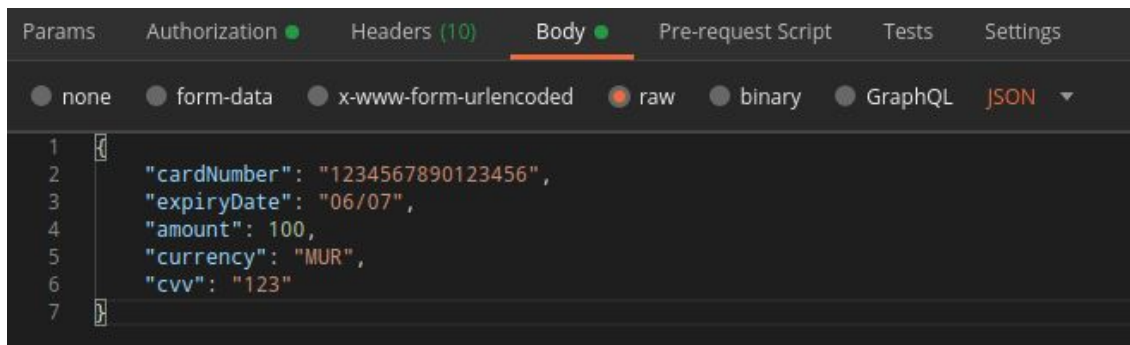 Params Authorization Headers (10) Body Pre-request Script Tests Settings
none form-data x-www-form-urlencoded raw binary GraphQL JSON
1 {
2 "cardNumber": "1234567890123456",
3 "expiryDate": "06/07",
4 "amount": 100,
5 "currency": "MUR",
6 "cvv": "123"
7 }